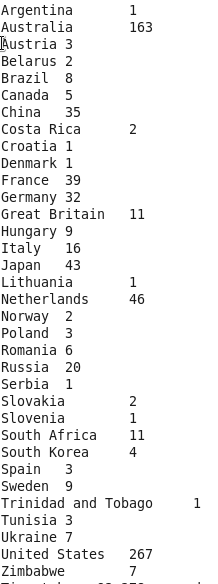 Argentina	1
Australia	163
Austria	3
Belarus	2
Brazil	8
Canada	5
China	35
Costa Rica	2
Croatia	1
Denmark	1
France	39
Germany	32
Great Britain	11
Hungary	9
Italy	16
Japan	43
Lithuania	1
Netherlands	46
Norway	2
Poland	3
Romania	6
Russia	20
Serbia	1
Slovakia	2
Slovenia	1
South Africa	11
South Korea	4
Spain	3
Sweden	9
Trinidad and Tobago	1
Tunisia	3
Ukraine	7
United States	267
Zimbabwe	7